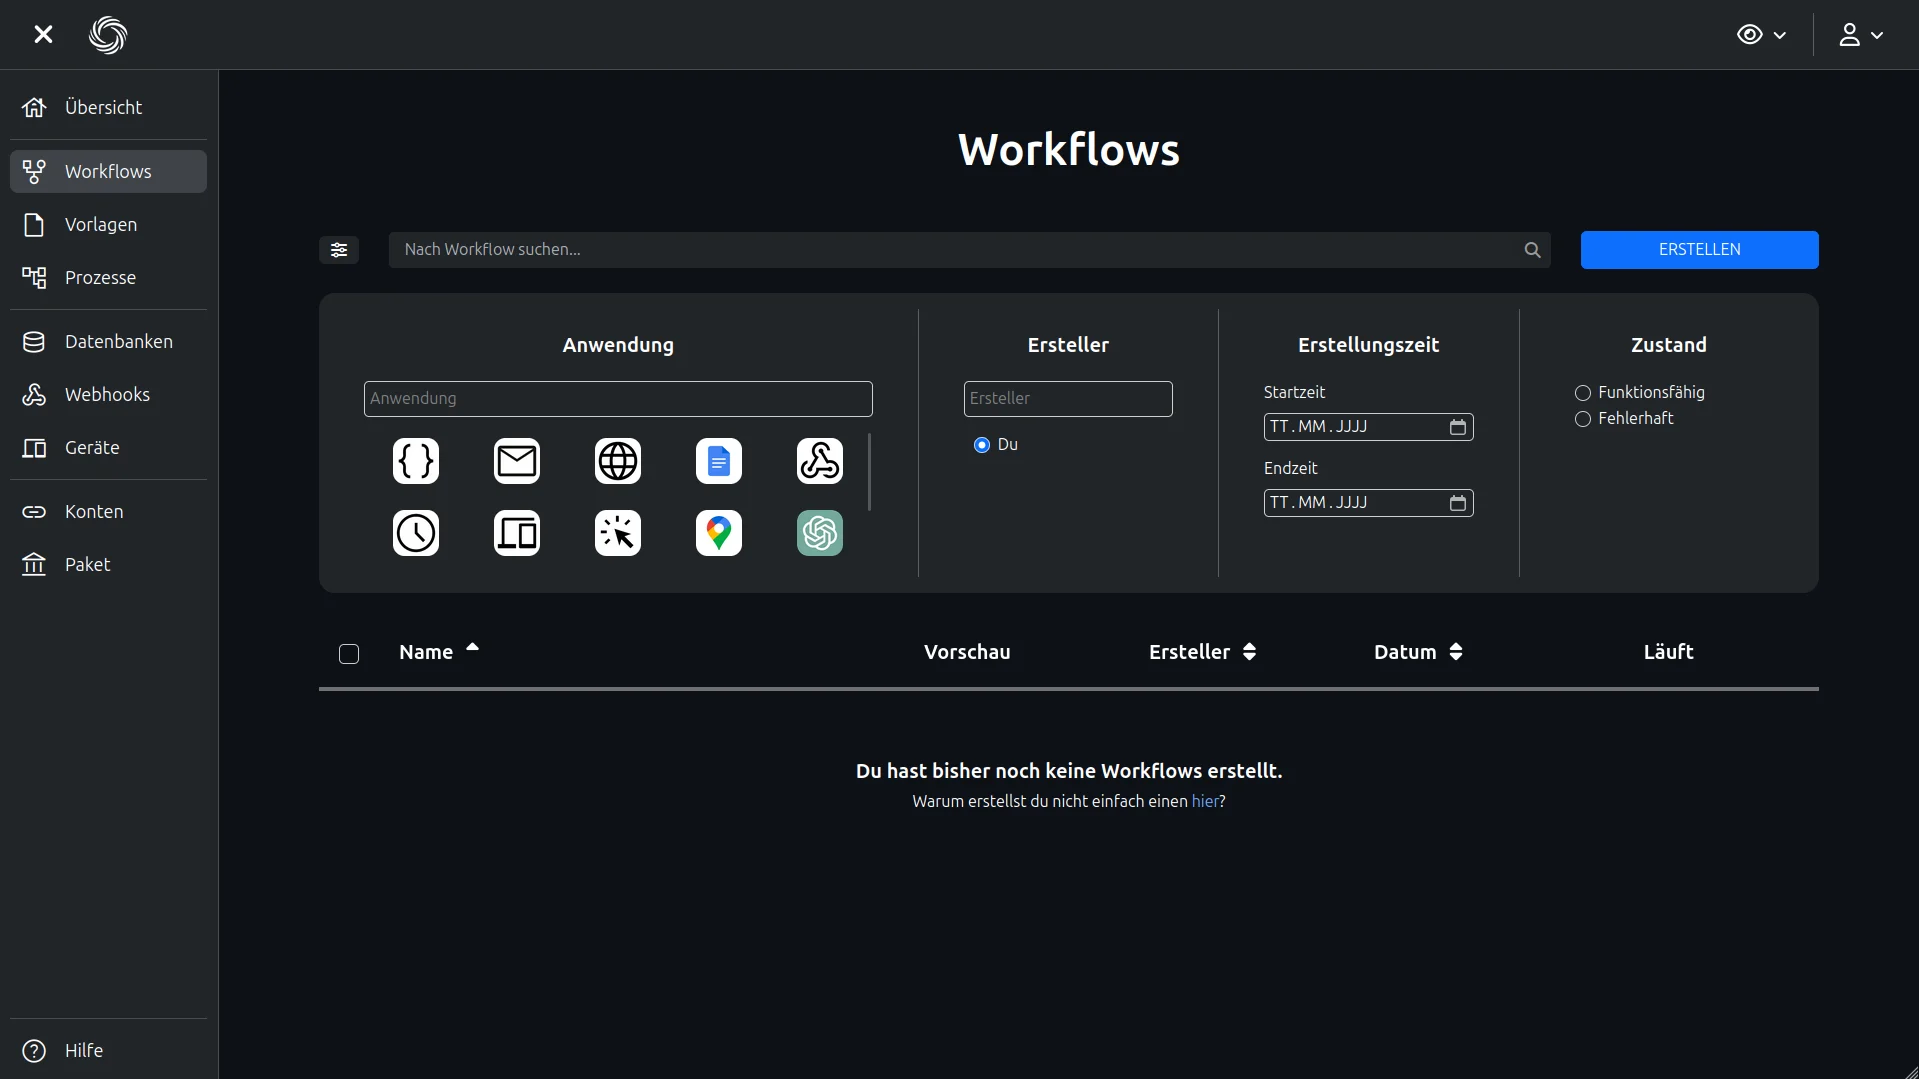 Übersicht
Workflows
Vorlagen
Prozesse
Datenbanken
Webhooks
Geräte
Konten
Paket
Hilfe
Workflows
Nach Workflow suchen...
ERSTELLEN
Anwendung
Anwendung
Ersteller
Ersteller
Du
Erstellungszeit
Startzeit
TT.MM.JJJJ
Endzeit
TT.MM.JJJJ
Zustand
Funktionsfähig
Fehlerhaft
Name Vorschau Ersteller Datum Läuft
Du hast bisher noch keine Workflows erstellt.
Warum erstellst du nicht einfach einen hier?